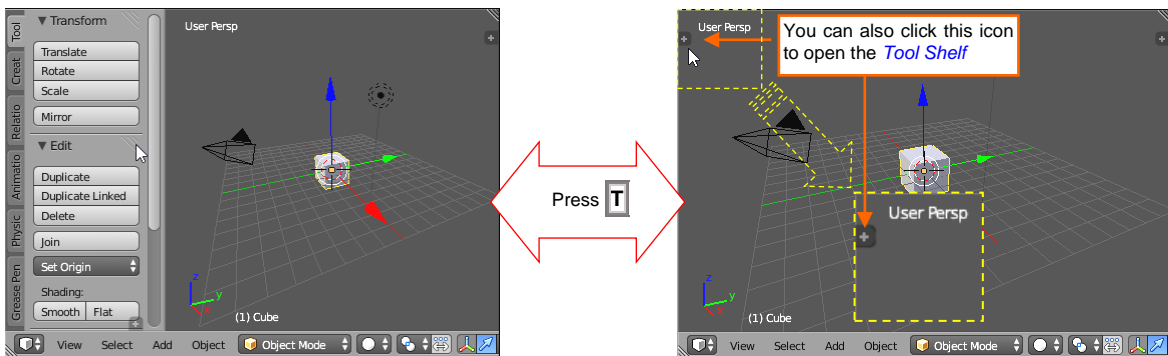 Transform
Translate
Rotate
Scale
Mirror
Edit
Duplicate
Duplicate Linked
Delete
Join
Set Origin
Shading:
Smooth Flat
Tool
Creat
Relatio
Animatio
Physic
Grease Pen
User Persp
z
y
x
(1) Cube
View Select Add Object Object Mode
Press T
User Persp
You can also click this icon
to open the Tool Shelf
User Persp
z
y
x
(1) Cube
View Select Add Object Object Mode